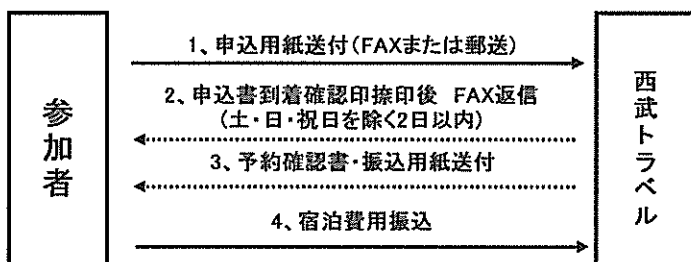 1、申込用紙送付(FAXまたは郵送)
2、申込書到着確認印捺印後 FAX返信
(土・日・祝日を除く2日以内)
3、予約確認書・振込用紙送付
4、宿泊費用振込
参加者
西武トラベル